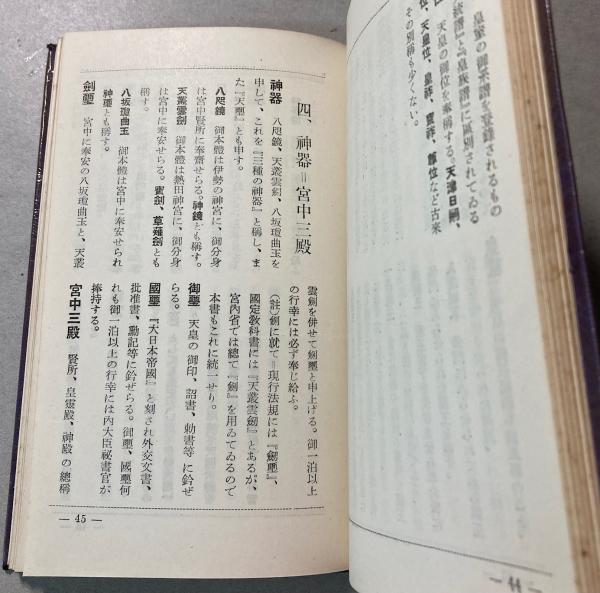 皇室の御系譜を登録されるもの
『皇族譜』と區別されてゐる
天皇の御位を奉稱する。天津日嗣、
位、天皇位、皇祚、寶祚、尊位など古來
その別稱も少くない。
— 44 —
四、神器＝宮中三殿
神器　八咫鏡、天叢雲劍、八坂瓊曲玉を
申して、これを『三種の神器』と稱し、ま
た『天璽』とも申す。
八咫鏡　御本體は伊勢の神宮に、御分身
は宮中賢所に奉齋せらる。神鏡とも稱す。
天叢雲劍　御本體は熱田神宮に、御分身
は宮中に奉安せらる。寳劍、草薙劍とも
稱す。
八坂瓊曲玉　御本體は宮中に奉安せられ
神璽とも稱す。
劍璽　宮中に奉安の八坂瓊曲玉と、天叢
雲劍を併せて劍璽と申上げる。御一泊以上
の行幸には必ず奉じ給ふ。
（註）劍に就て＝現行法規には『劔璽』、
國定教科書には『天叢雲劔』とあるが、
宮内省では總て『劍』を用ゐてゐるので
本書もこれに統一せり。
御璽　天皇の御印、詔書、勅書等に鈐ぜ
らる。
國璽　『大日本帝國』と刻され外交文書、
批准書、勳記等に鈐ぜらる。御璽、國璽何
れも御一泊以上の行幸には内大臣祕書官が
捧持する。
宮中三殿　賢所、皇靈殿、神殿の總稱
— 45 —